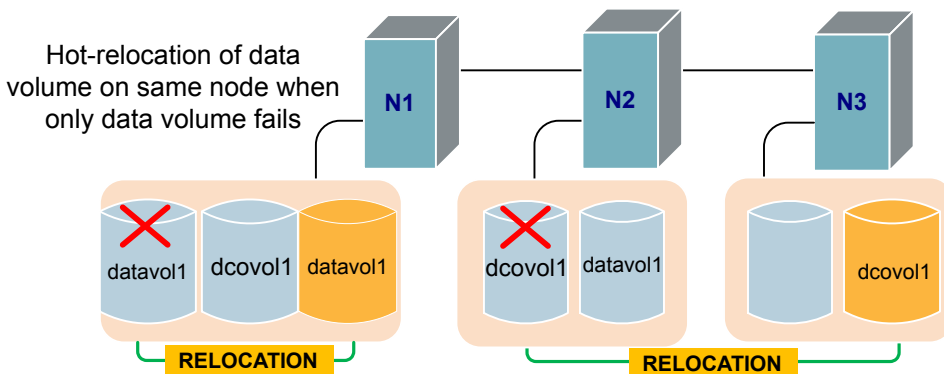 Hot-relocation of data
volume on same node when
only data volume fails
N1
N2
N3
datavol1
dcovol1
datavol1
dcovol1
datavol1
dcovol1
RELOCATION
RELOCATION